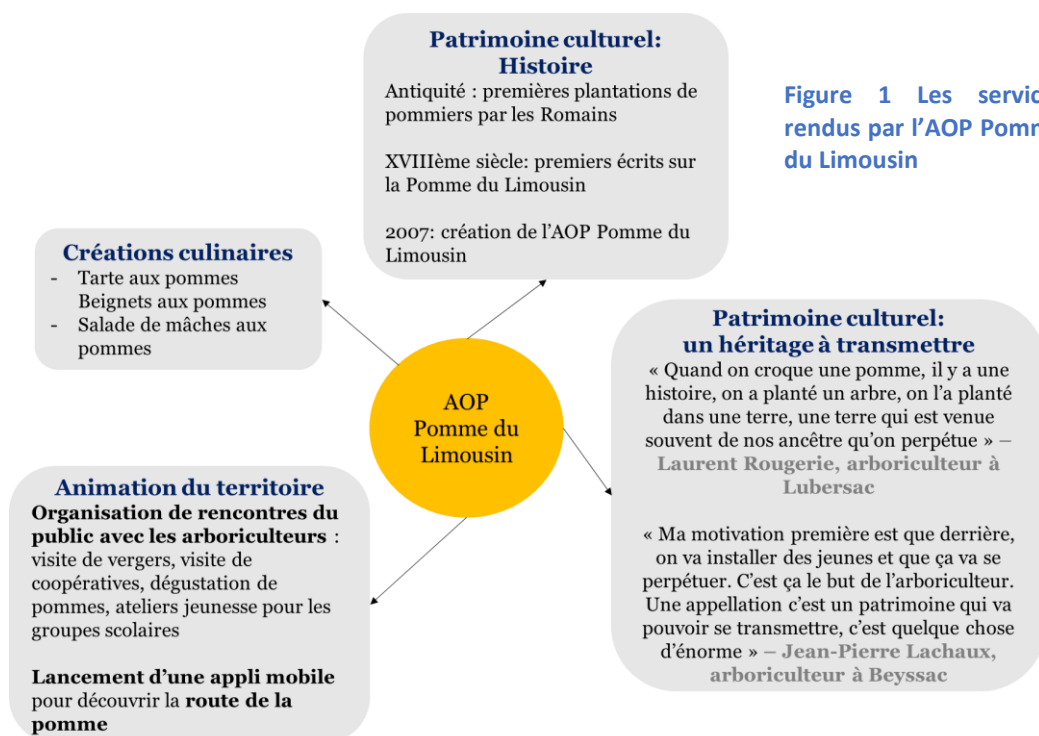 Patrimoine culturel:
Histoire
Antiquité : premières plantations de
pommiers par les Romains
XVIIIème siècle: premiers écrits sur
la Pomme du Limousin
2007: création de l'AOP Pomme du
Limousin
Figure 1 Les servic
rendus par l'AOP Pomm
du Limousin
Créations culinaires
- Tarte aux pommes
Beignets aux pommes
- Salade de mâches aux
pommes
AOP
Pomme du
Limousin
Patrimoine culturel:
un héritage à transmettre
« Quand on croque une pomme, il y a une
histoire, on a planté un arbre, on l'a planté
dans une terre, une terre qui est venue
souvent de nos ancêtre qu'on perpétue » –
Laurent Rougerie, arboriculteur à
Lubersac
« Ma motivation première est que derrière,
on va installer des jeunes et que ça va se
perpétuer. C'est ça le but de l'arboriculteur.
Une appellation c'est un patrimoine qui va
pouvoir se transmettre, c'est quelque chose
d'énorme » – Jean-Pierre Lachaux,
arboriculteur à Beyssac
Animation du territoire
Organisation de rencontres du
public avec les arboriculteurs :
visite de vergers, visite de
coopératives, dégustation de
pommes, ateliers jeunesse pour les
groupes scolaires
Lancement d'une appli mobile
pour découvrir la route de la
pomme